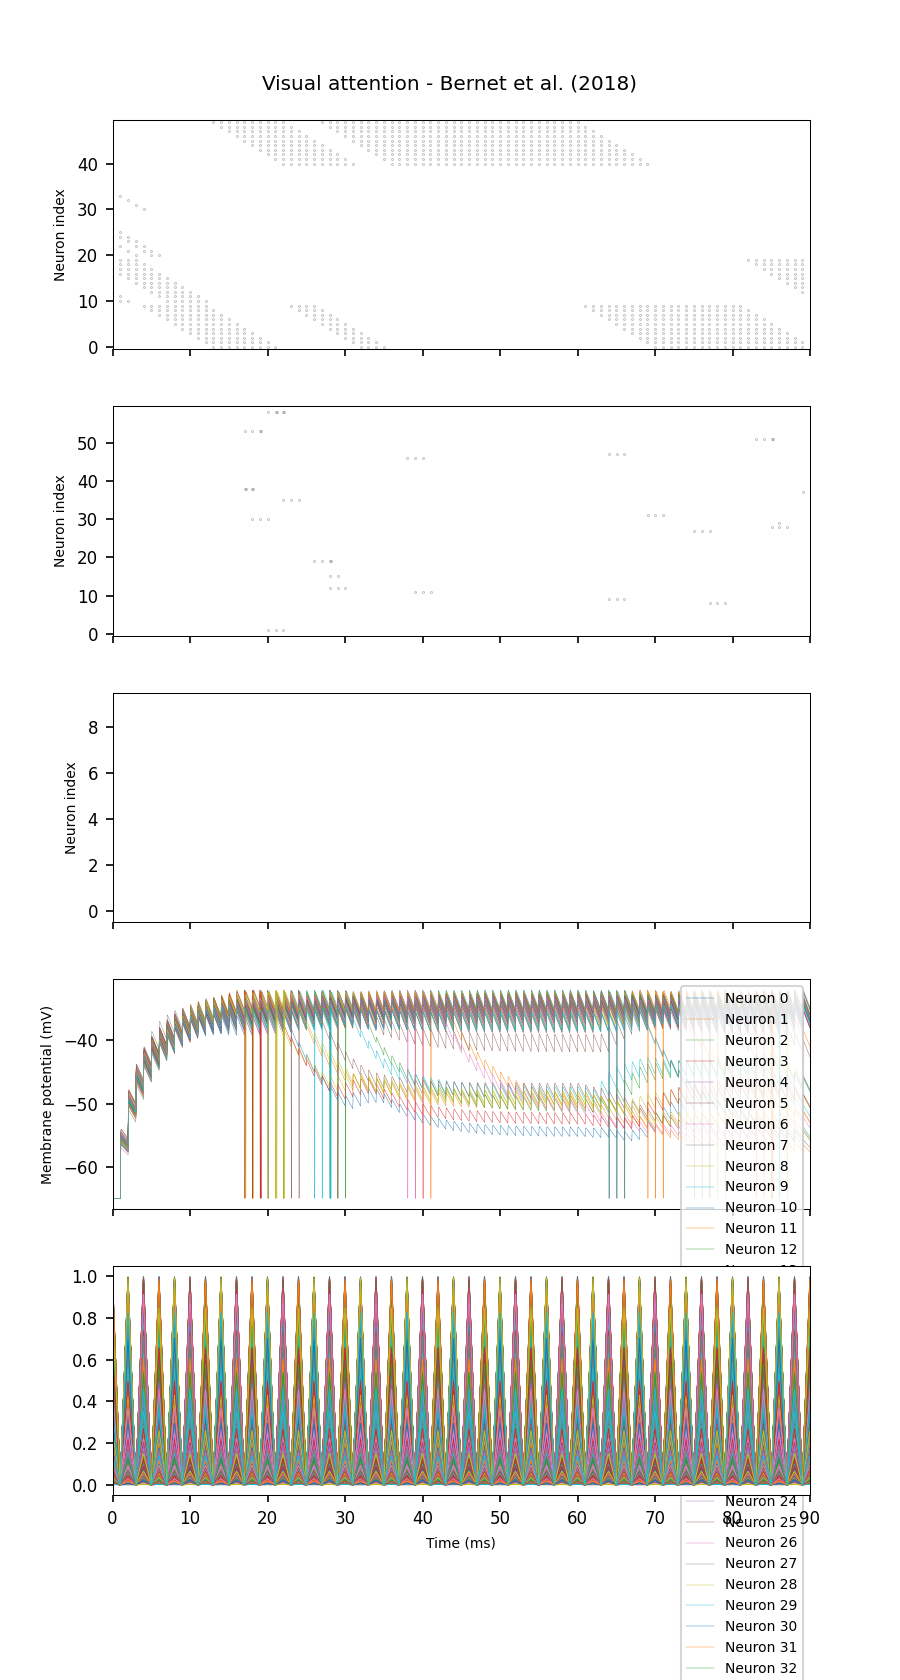 Visual attention - Bernet et al. (2018)
40
30
20
10
0
Neuron index
50
40
30
20
10
0
Neuron index
8
6
4
2
0
Neuron index
−40
−50
−60
Membrane potential (mV)
Neuron 0
Neuron 1
Neuron 2
Neuron 3
Neuron 4
Neuron 5
Neuron 6
Neuron 7
Neuron 8
Neuron 9
Neuron 10
Neuron 11
Neuron 12
1.0
0.8
0.6
0.4
0.2
0.0
0 10 20 30 40 50 60 70 80 90
Time (ms)
Neuron 24
Neuron 25
Neuron 26
Neuron 27
Neuron 28
Neuron 29
Neuron 30
Neuron 31
Neuron 32